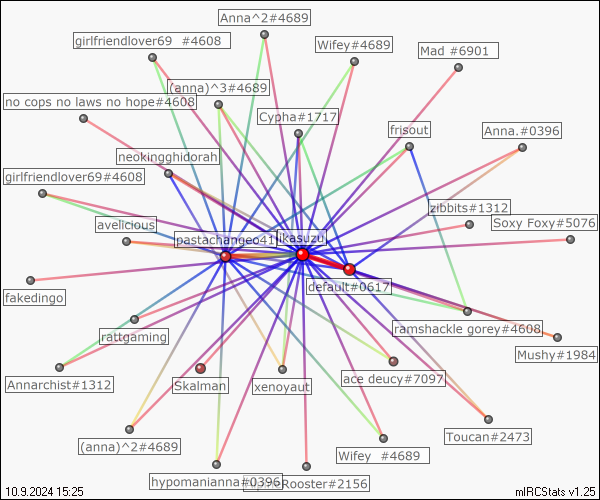 Anna^2#4689
girlfriendlover69 #4608
Wifey#4689
Mad #6901
(anna)^3#4689
no cops no laws no hope#4608
Cypha#1717
frisout
Anna.#0396
neokingghidorah
girlfriendlover69#4608
zibbits#1312
Soxy Foxy#5076
avelicious
pastachangeo41
ikasuzu
default#0617
fakedingo
rattgaming
ramshackle gorey#4608
Mushy#1984
Annarchist#1312
Skalman
xenoyaut
ace deucy#7097
Toucan#2473
(anna)^2#4689
Wifey #4689
hypomanianna#0396
Rooster#2156
10.9.2024 15:25
mIRCStats v1.25